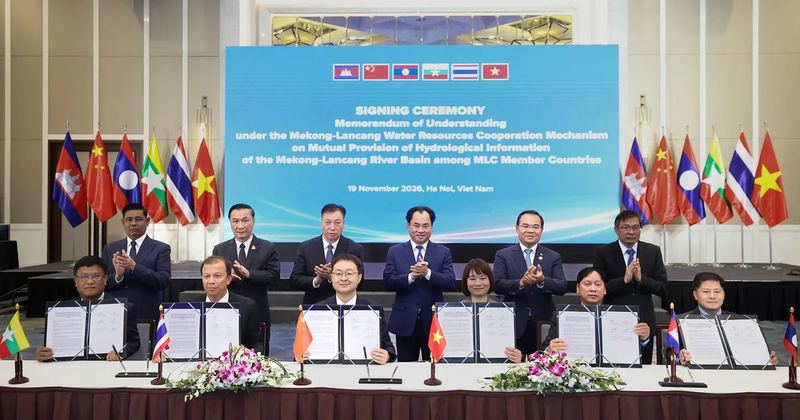 SIGNING CEREMONY
Memorandum of Understanding
under the Mekong-Lancang Water Resources Cooperation Mechanism
on Mutual Provision of Hydrological Information
of the Mekong-Lancang River Basin among MLC Member Countries
19 November 2026, Ha Noi, Viet Nam